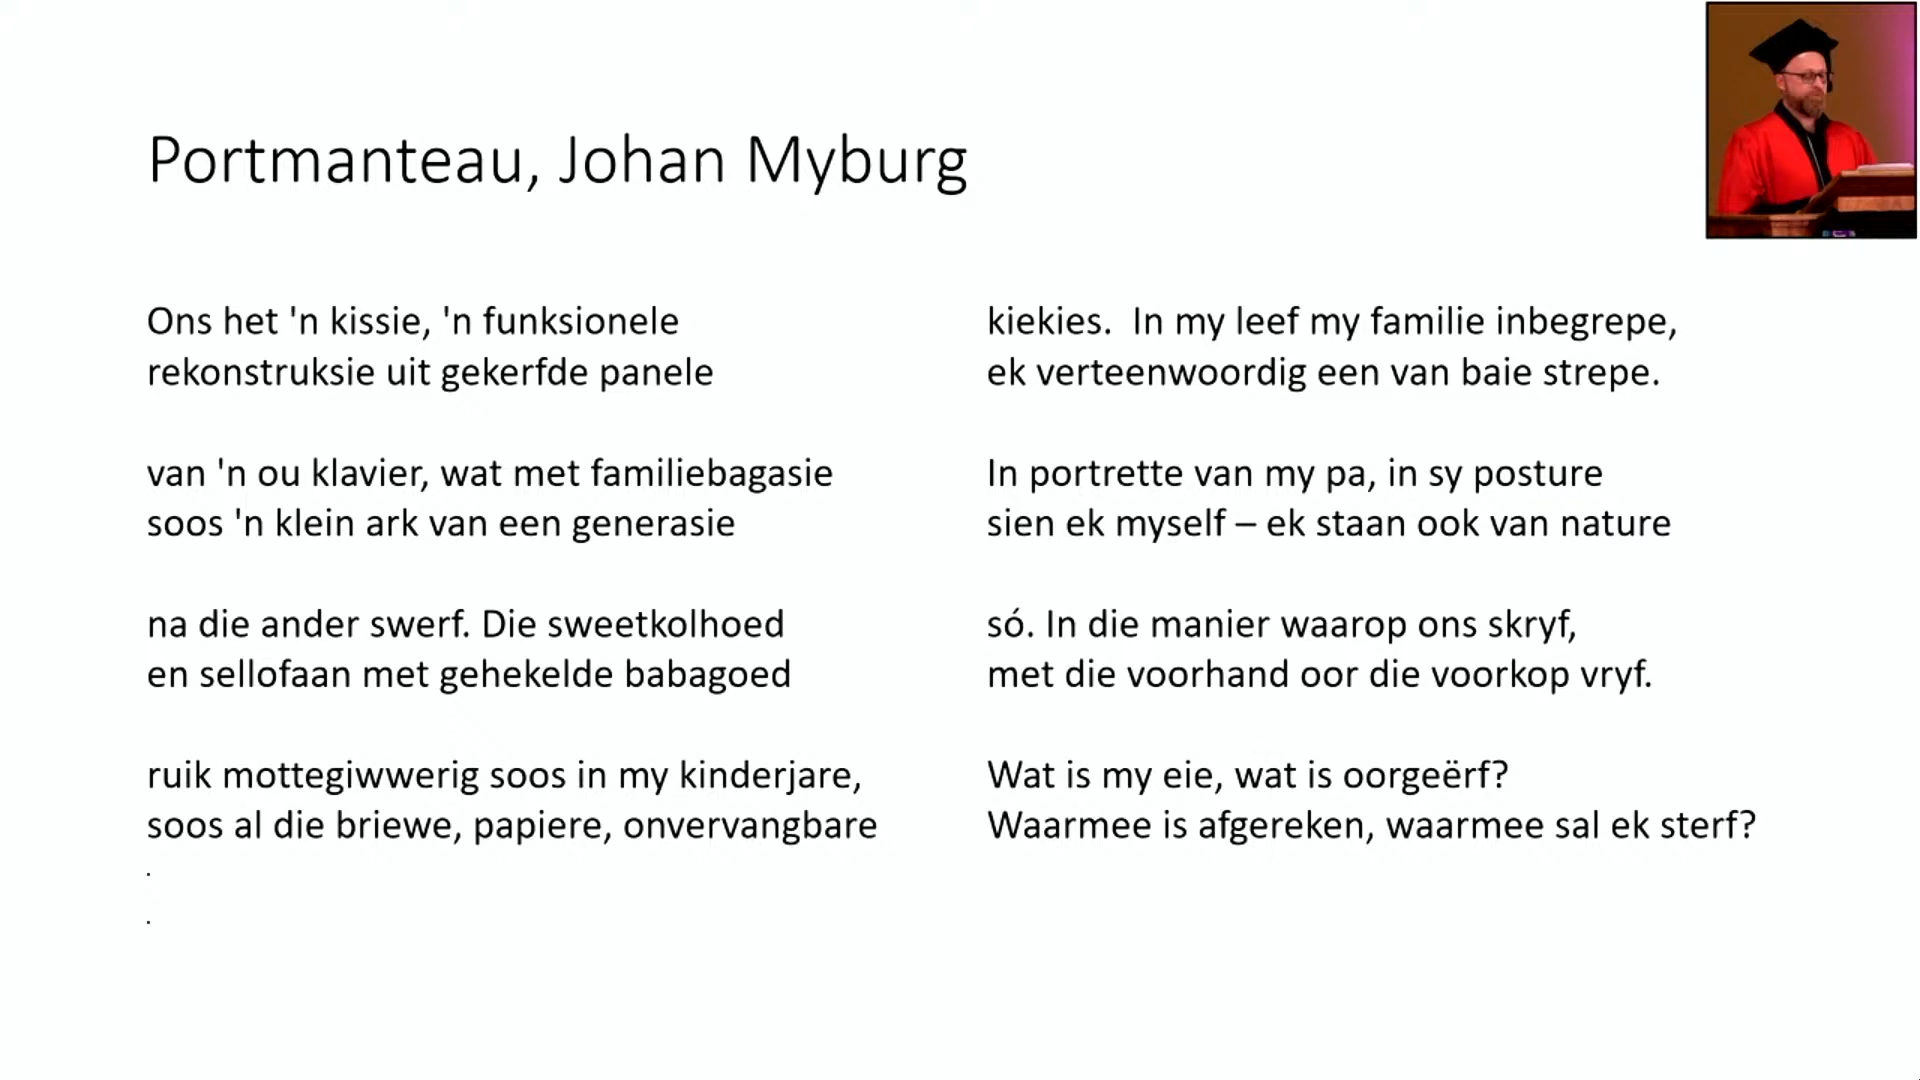 Portmanteau, Johan Myburg
Ons het 'n kissie, 'n funksionele
rekonstruksie uit gekerfde panele
van 'n ou klavier, wat met familiebagasie
soos 'n klein ark van een generasie
na die ander swerf. Die sweetkolhoed
en sellofaan met gehekelde babagoed
ruik mottegiwwerig soos in my kinderjare,
soos al die briewe, papiere, onvervangbare
.
.
kiekies.  In my leef my familie inbegrepe,
ek verteenwoordig een van baie strepe.
In portrette van my pa, in sy posture
sien ek myself – ek staan ook van nature
só. In die manier waarop ons skryf,
met die voorhand oor die voorkop vryf.
Wat is my eie, wat is oorgeërf?
Waarmee is afgereken, waarmee sal ek sterf?